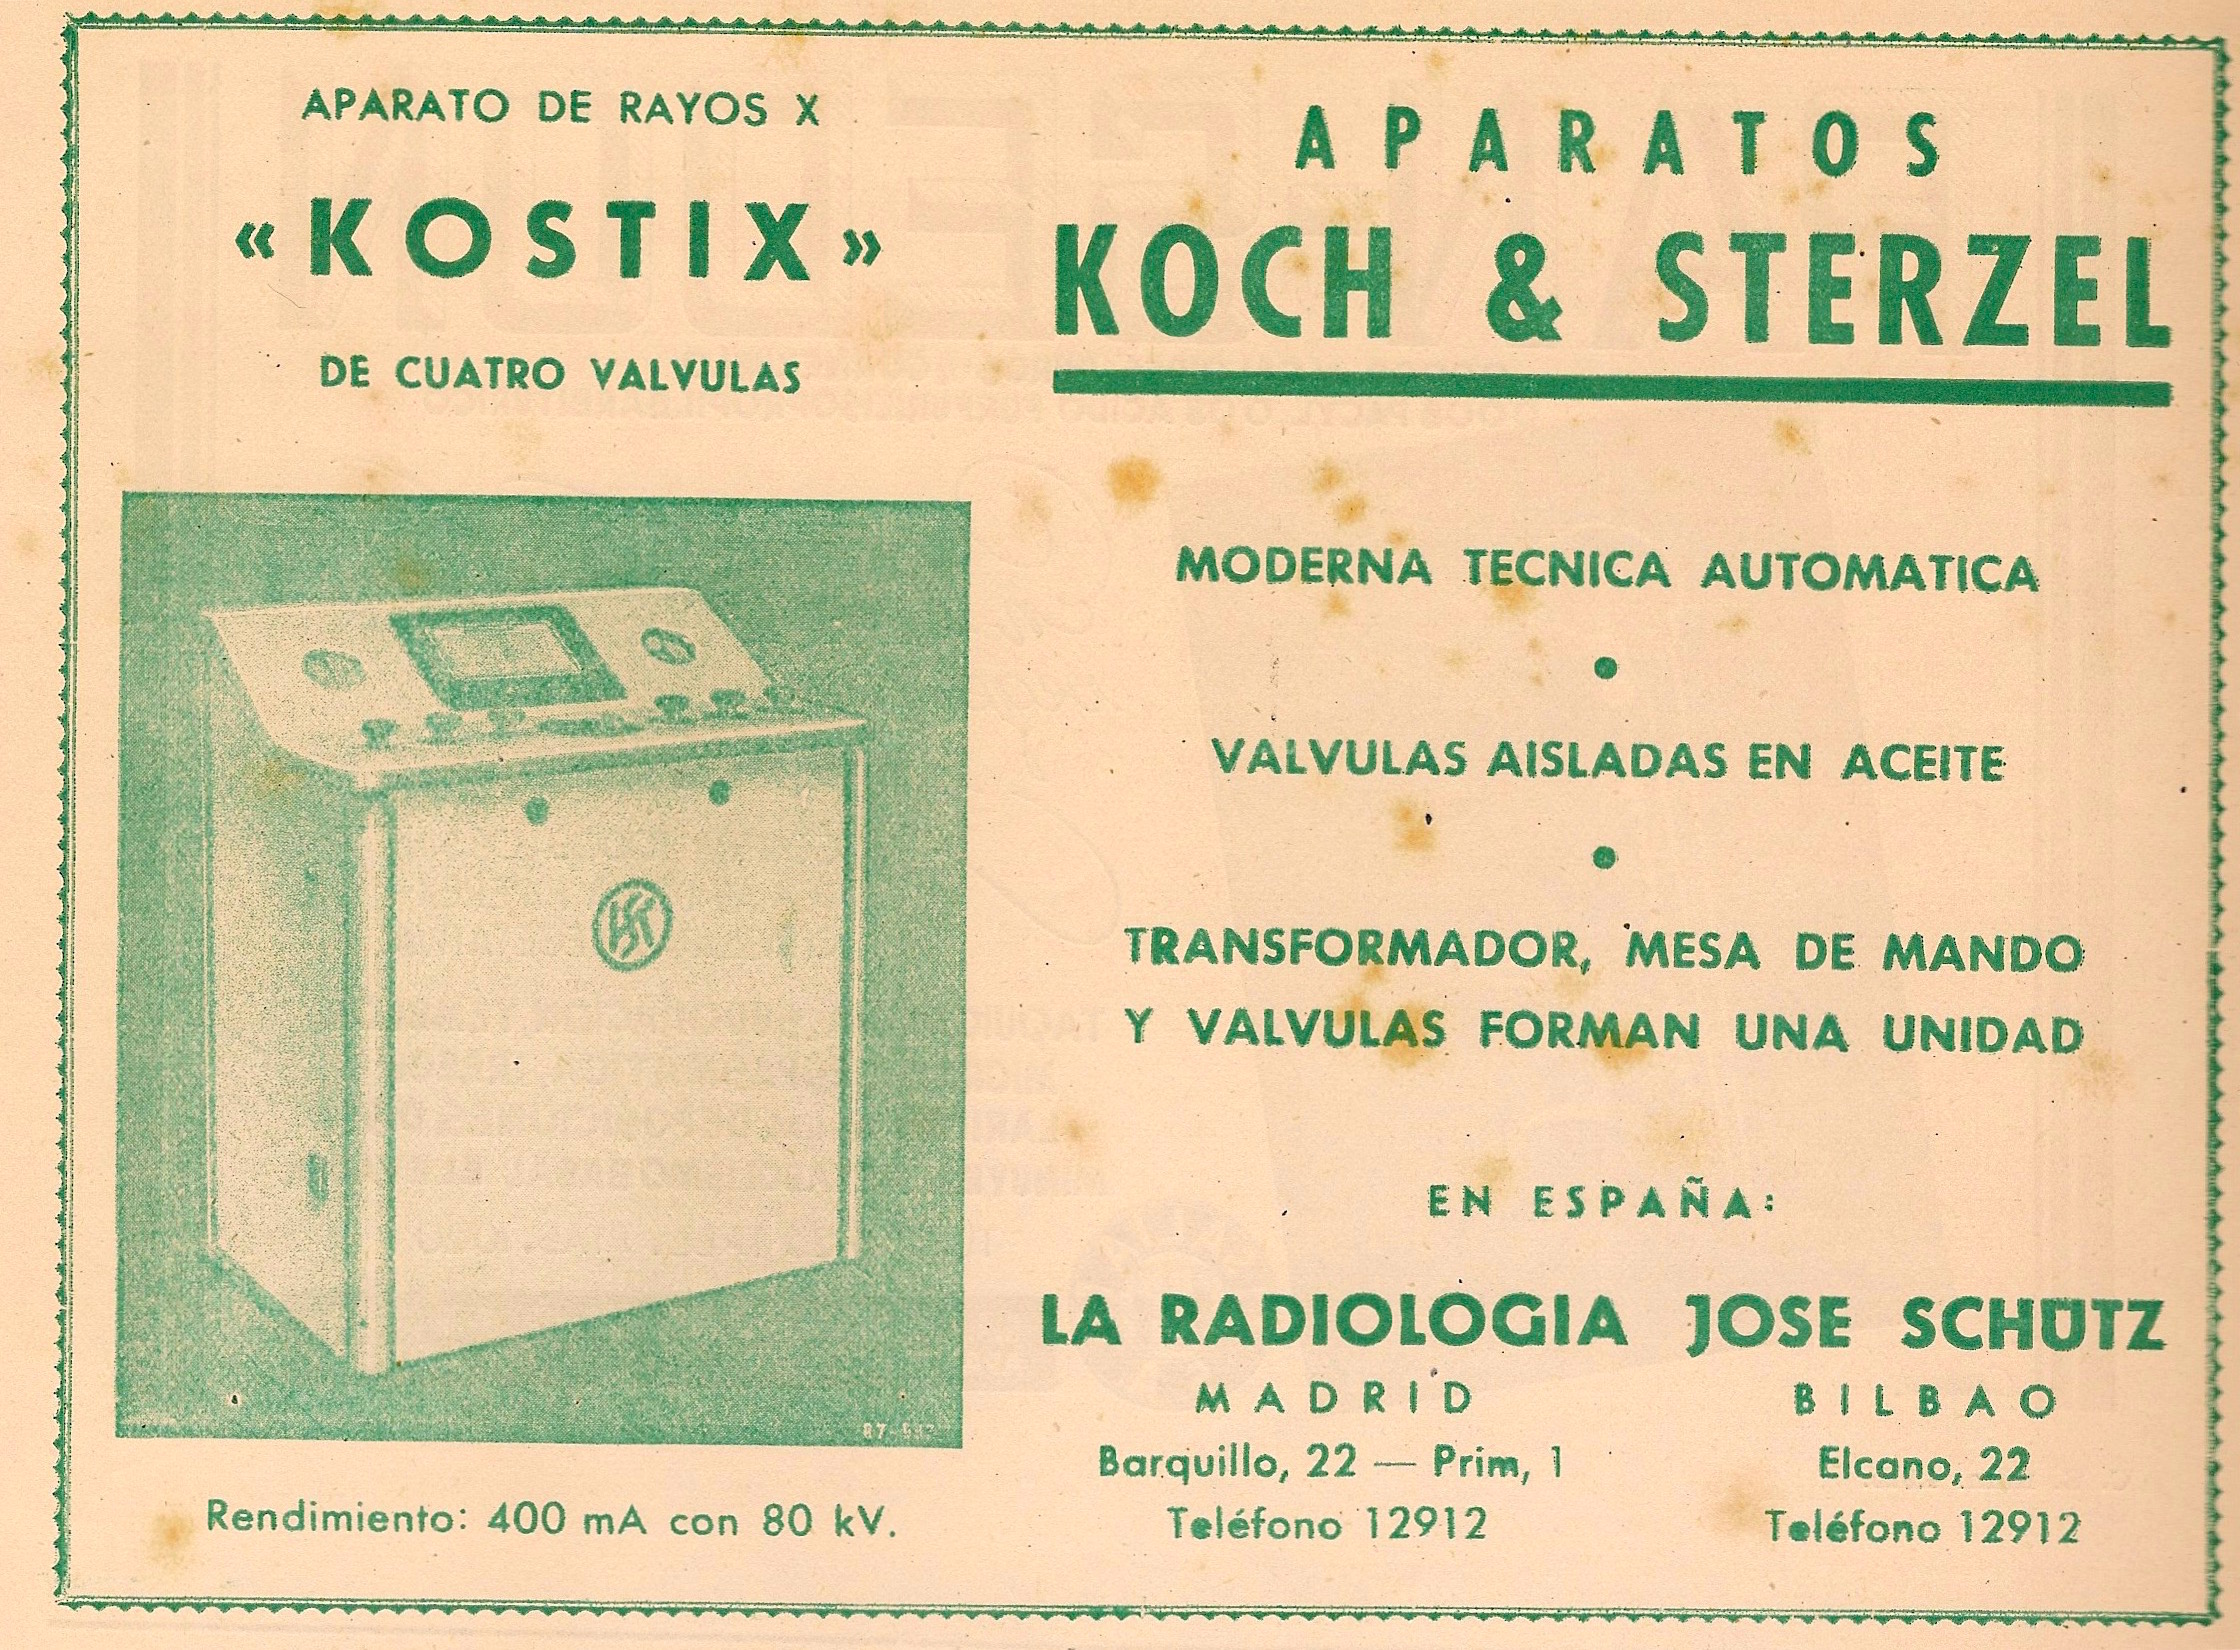 APARATO DE RAYOS X
«KOSTIX»
DE CUATRO VALVULAS
Rendimiento: 400 mA con 80 kV.
APARATOS
KOCH & STERZEL
MODERNA TECNICA AUTOMATICA
VALVULAS AISLADAS EN ACEITE
TRANSFORMADOR, MESA DE MANDO
Y VALVULAS FORMAN UNA UNIDAD
EN ESPAÑA:
LA RADIOLOGIA JOSE SCHÜTZ
MADRID
Barquillo, 22 — Prim, 1
Teléfono 12912
BILBAO
Elcano, 22
Teléfono 12912